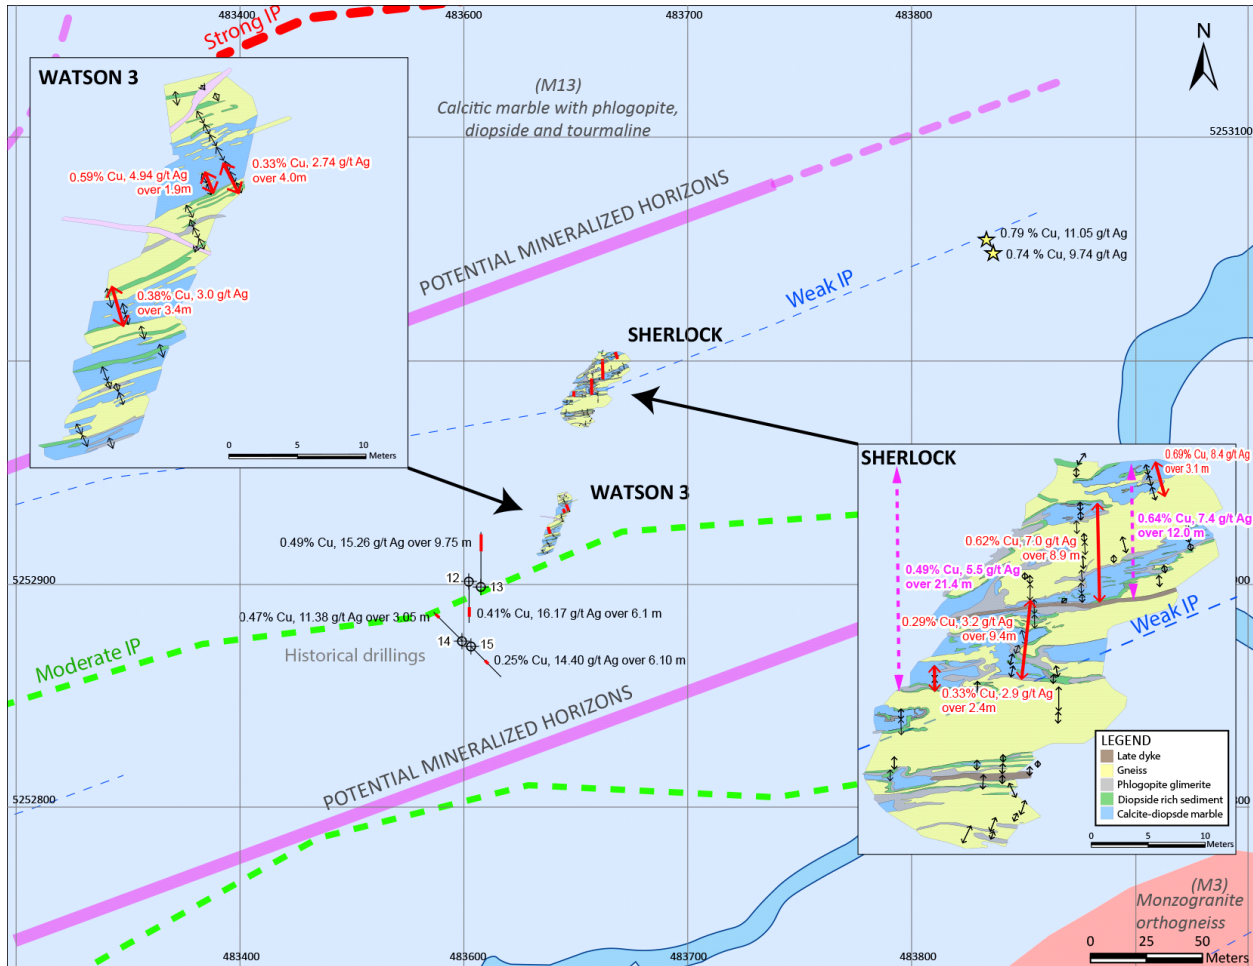 483400
483600
483700
483800
Strong IP
N
WATSON 3
0.59% Cu, 4.94 g/t Ag
over 1.9m
0.33% Cu, 2.74 g/t Ag
over 4.0m
0.38% Cu, 3.0 g/t Ag
over 3.4m
0
5
10
Meters
(M13)
Calcitic marble with phlogopite,
diopside and tourmaline
5253100
POTENTIAL MINERALIZED HORIZONS
0.79 % Cu, 11.05 g/t Ag
0.74 % Cu, 9.74 g/t Ag
Weak IP
SHERLOCK
WATSON 3
0.49% Cu, 15.26 g/t Ag over 9.75 m
5252900
12
13
0.41% Cu, 16.17 g/t Ag over 6.1 m
0.47% Cu, 11.38 g/t Ag over 3.05 m
14
15
0.25% Cu, 14.40 g/t Ag over 6.10 m
Historical drillings
Moderate IP
POTENTIAL MINERALIZED HORIZONS
5252800
SHERLOCK
0.69% Cu, 8.4 g/t Ag
over 3.1 m
0.64% Cu, 7.4 g/t Ag
over 12.0 m
0.62% Cu, 7.0 g/t Ag
over 8.9 m
0.49% Cu, 5.5 g/t Ag
over 21.4 m
900
0.29% Cu, 3.2 g/t Ag
over 9.4m
Weak IP
0.33% Cu, 2.9 g/t Ag
over 2.4m
LEGEND
Late dyke
Gneiss
Phlogopite glimerite
Diopside rich sediment
Calcite-diopsde marble
0
5
10
Meters
(M3)
Monzogranite
orthogneiss
0
25
50
Meters
483400
483600
483700
483800